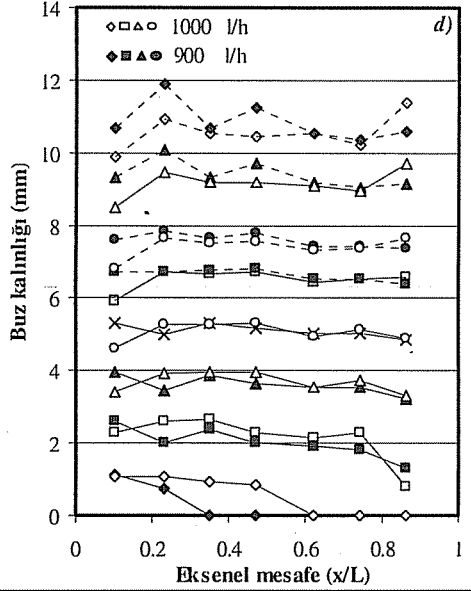 14
d)
1000 l/h
900 l/h
12
10
8
6
4
2
0
Buz kalınlığı (mm)
0 0.2 0.4 0.6 0.8 1
Eksenel mesafe (x/L)